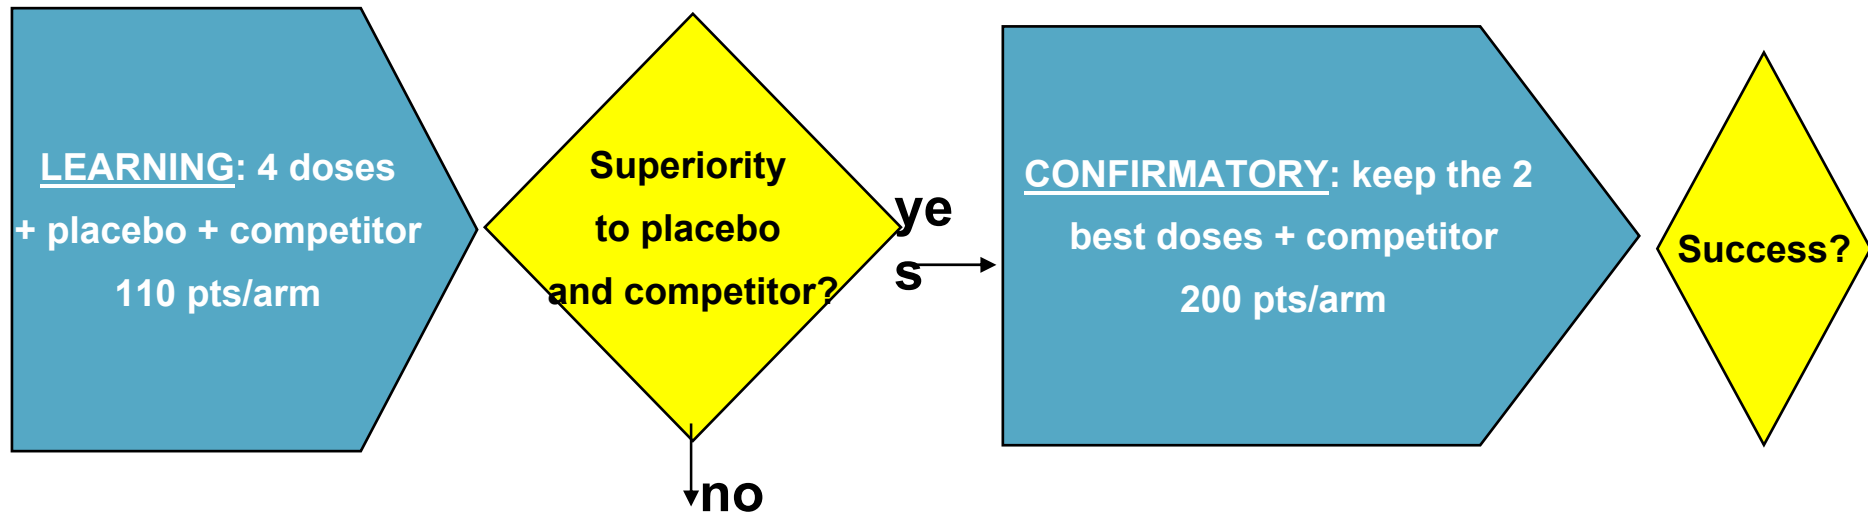 LEARNING: 4 doses
+ placebo + competitor
110 pts/arm
Superiority
to placebo
and competitor?
ye
s
no
CONFIRMATORY: keep the 2
best doses + competitor
200 pts/arm
Success?